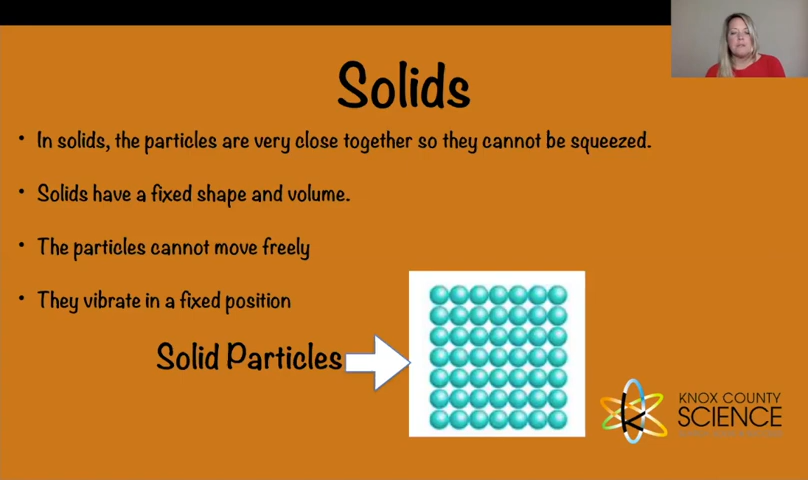 Solids
• In solids, the particles are very close together so they cannot be squeezed.
• Solids have a fixed shape and volume.
• The particles cannot move freely
• They vibrate in a fixed position
Solid Particles
KNOX COUNTY
SCIENCE